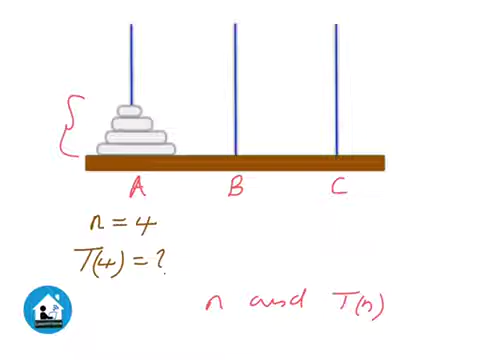 A B C
n = 4
T(4) = ?
n and T(n)